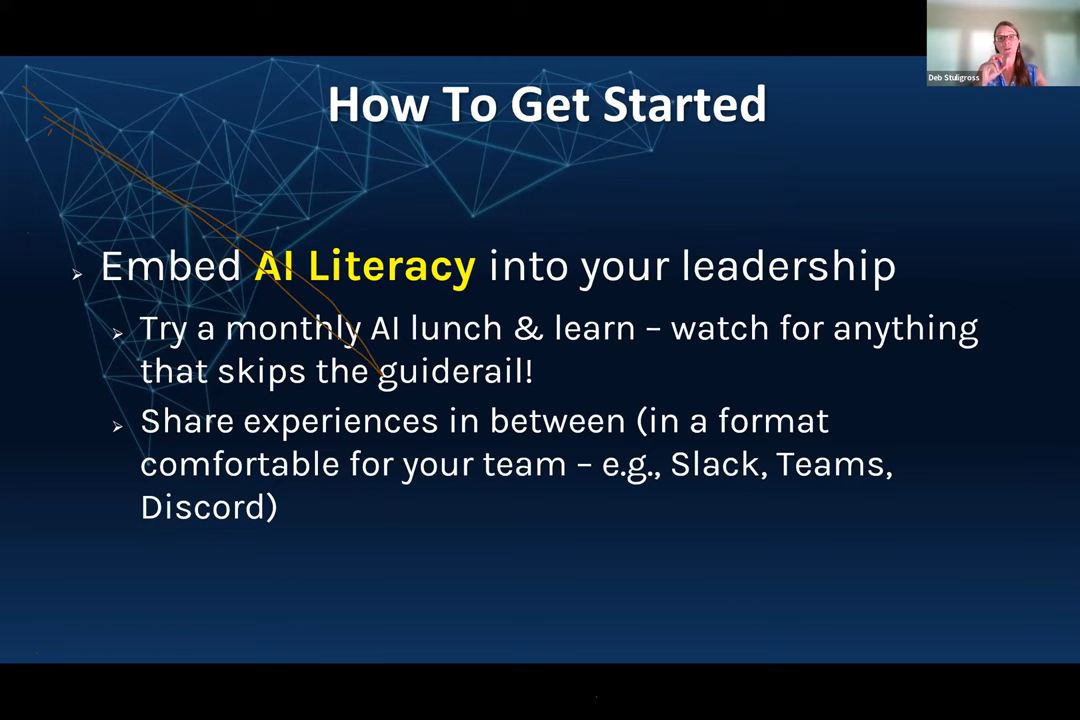 Deb Stuligross
How To Get Started
Embed AI Literacy into your leadership
Try a monthly AI lunch & learn – watch for anything
that skips the guiderail!
Share experiences in between (in a format
comfortable for your team – e.g., Slack, Teams,
Discord)